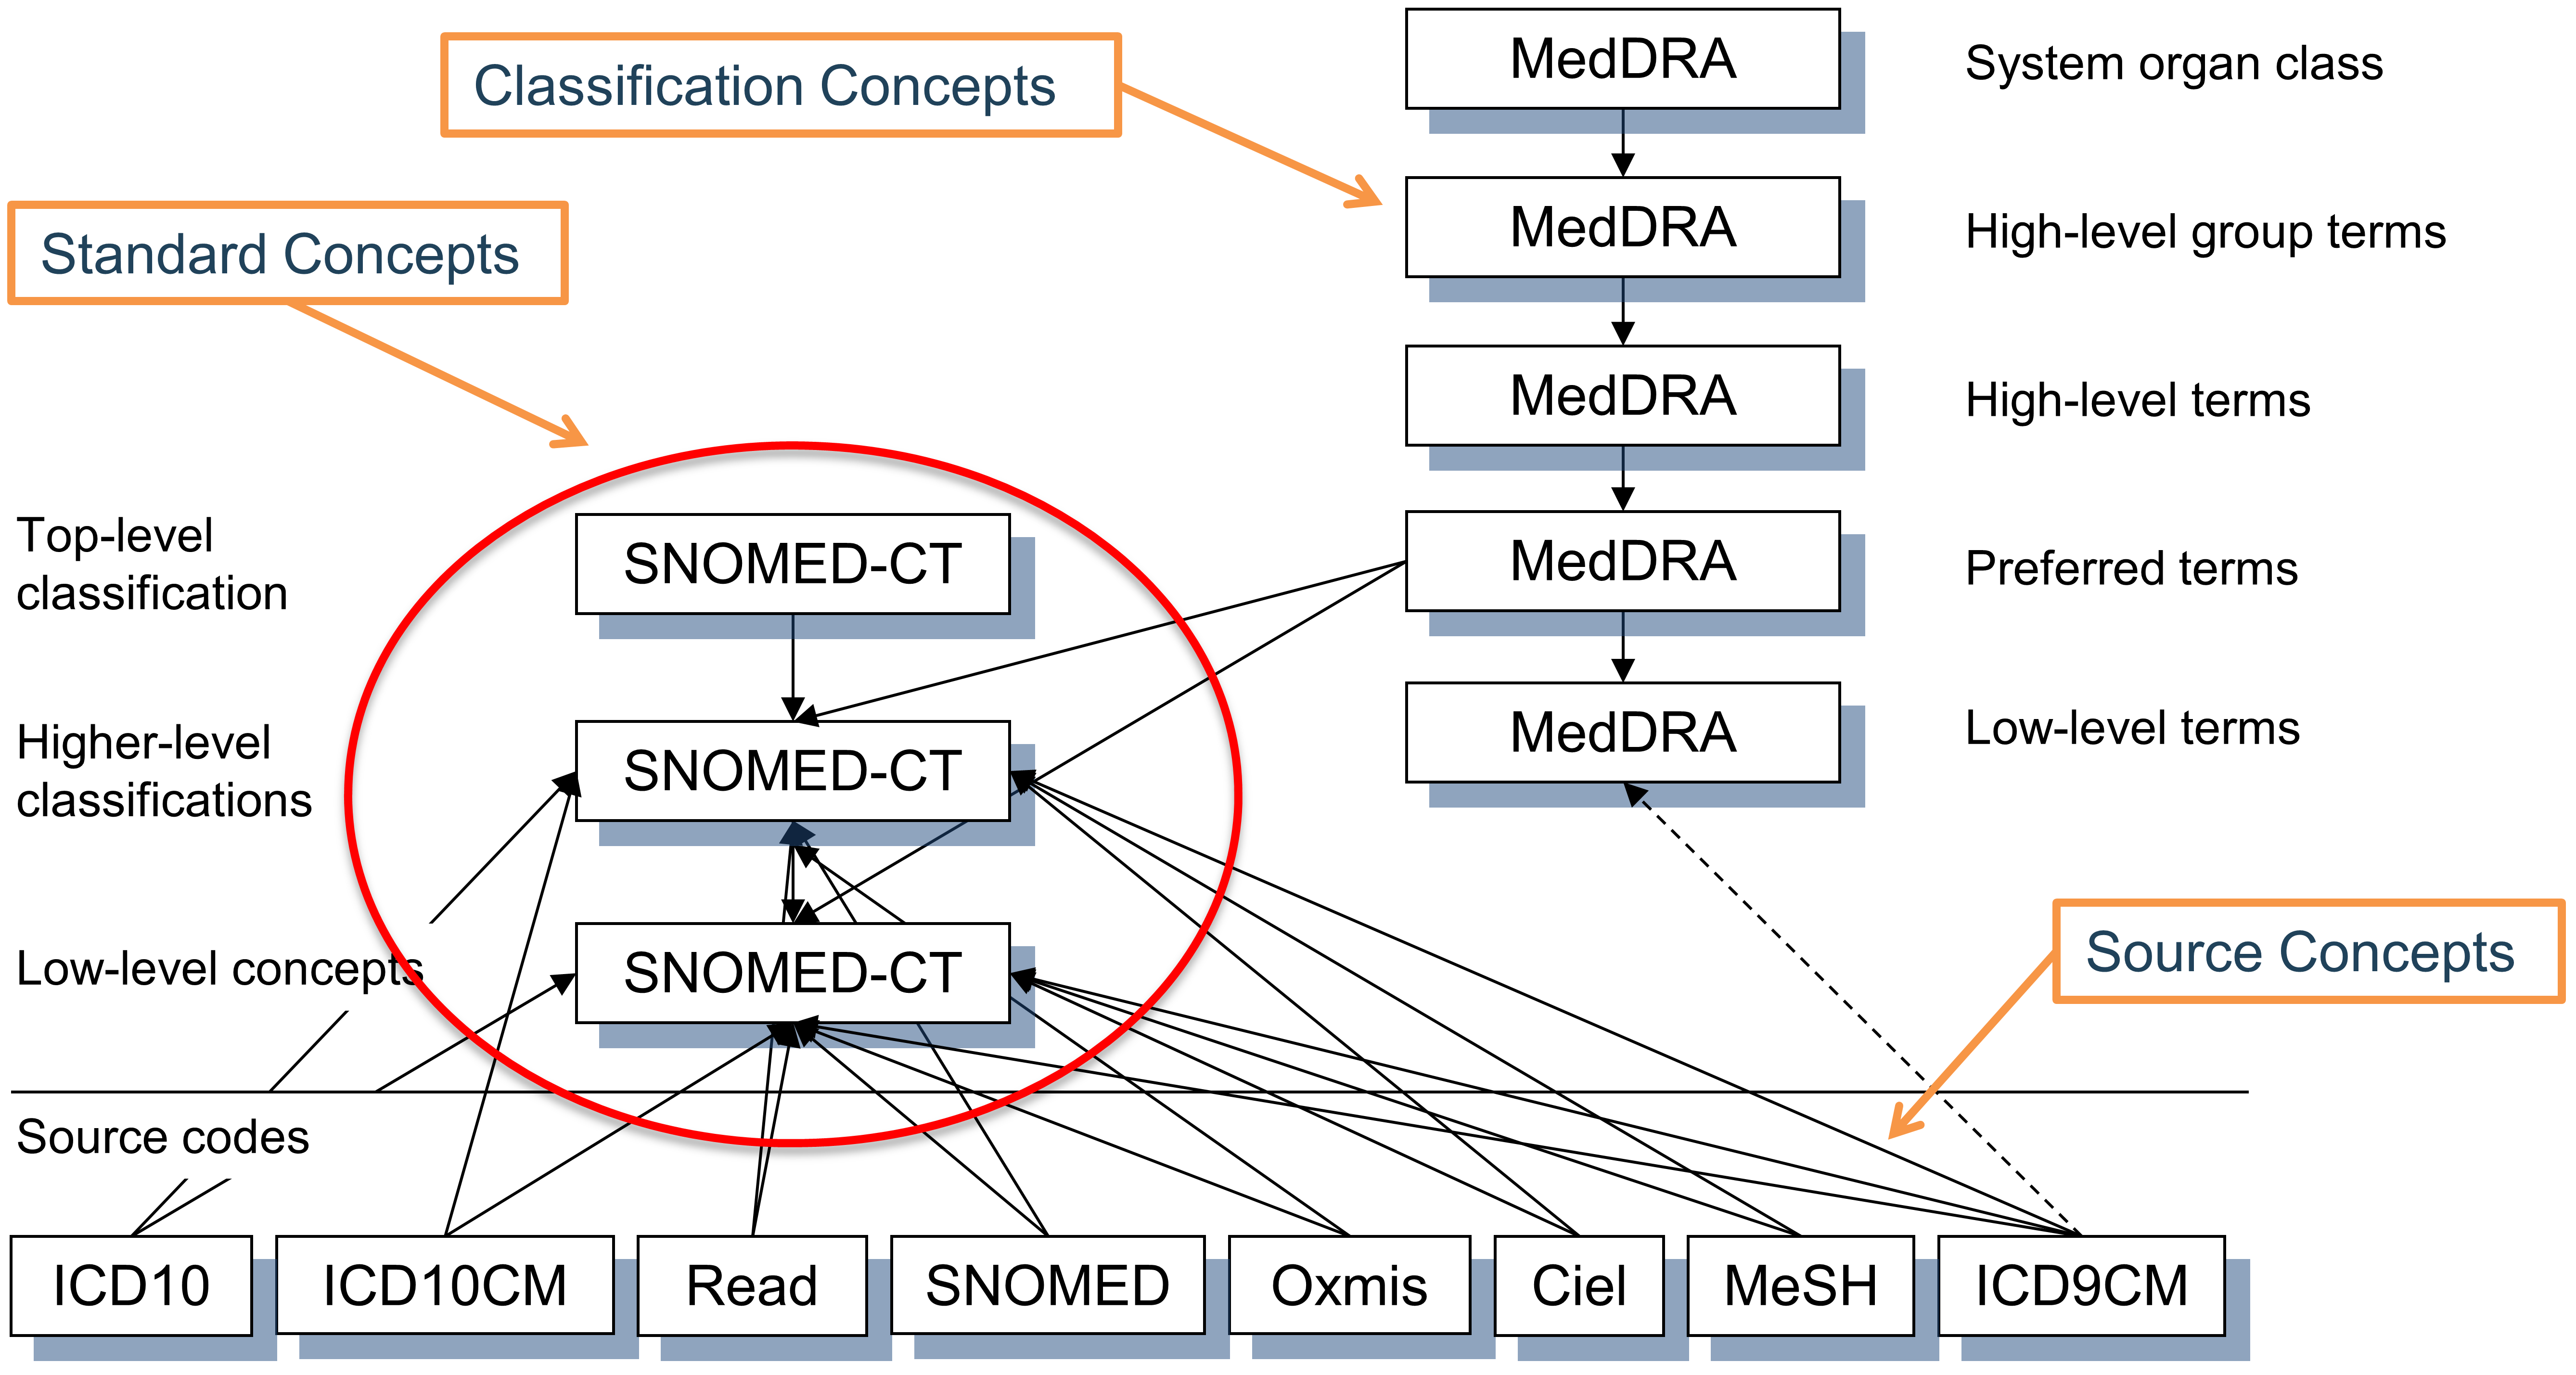 MedDRA
System organ class
Classification Concepts
MedDRA
High-level group terms
Standard Concepts
MedDRA
High-level terms
Top-level
classification
SNOMED-CT
MedDRA
Preferred terms
Higher-level
classifications
SNOMED-CT
MedDRA
Low-level terms
Low-level concepts
SNOMED-CT
Source Concepts
Source codes
ICD10
ICD10CM
Read
SNOMED
Oxmis
Ciel
MeSH
ICD9CM